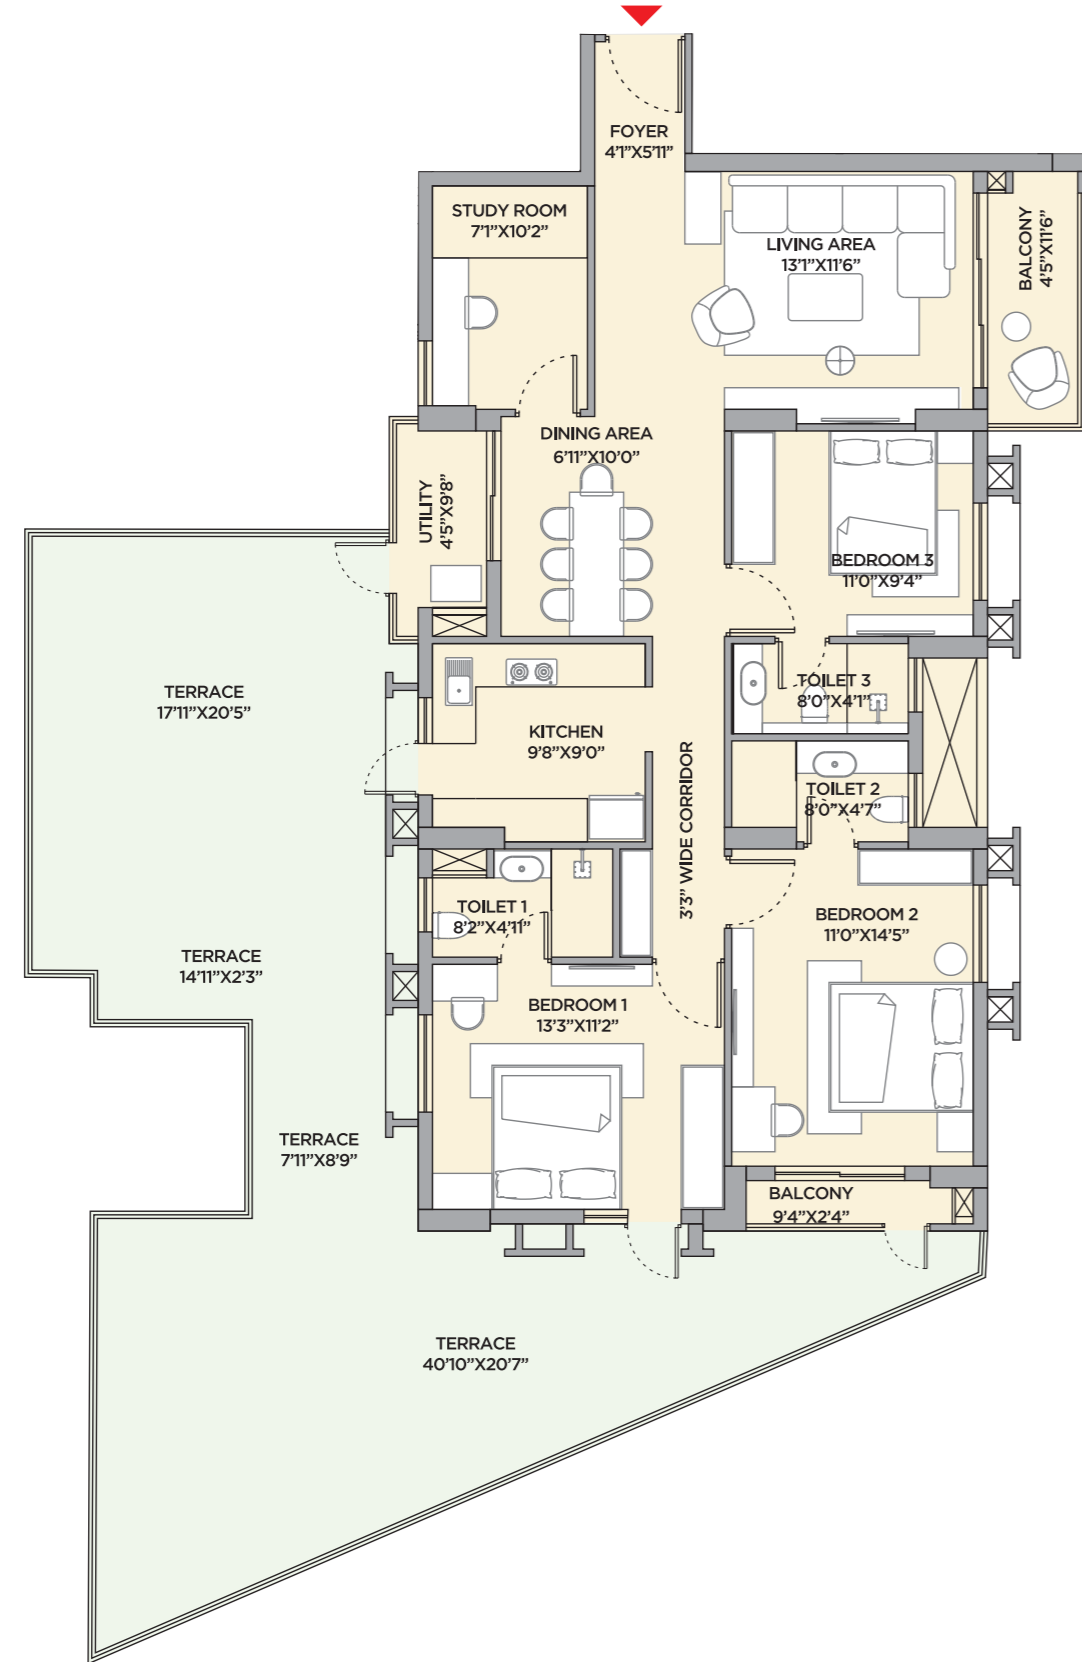 FOYER
4'1"X5'11"
STUDY ROOM
7'1"X10'2"
LIVING AREA
13'1"X11'6"
BALCONY
4'5"X11'6"
DINING AREA
6'11"X10'0"
UTILITY
4'5"X9'8"
BEDROOM 3
11'0"X9'4"
TERRACE
17'11"X20'5"
TOILET 3
8'0"X4'1"
KITCHEN
9'8"X9'0"
TOILET 2
8'0"X4'7"
3'3" WIDE CORRIDOR
TOILET 1
8'2"X4'11"
BEDROOM 2
11'0"X14'5"
TERRACE
14'11"X2'3"
BEDROOM 1
13'3"X11'2"
TERRACE
7'11"X8'9"
BALCONY
9'4"X2'4"
TERRACE
40'10"X20'7"